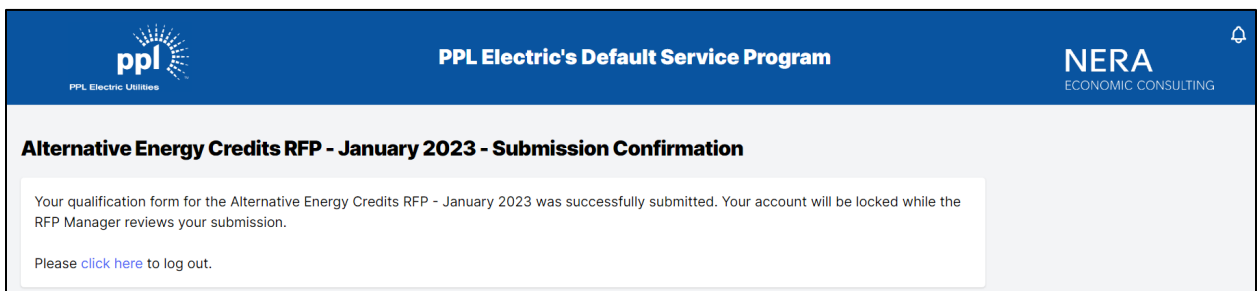 ppl
PPL Electric Utilities
PPL Electric's Default Service Program
NERA
ECONOMIC CONSULTING
Alternative Energy Credits RFP - January 2023 - Submission Confirmation
Your qualification form for the Alternative Energy Credits RFP - January 2023 was successfully submitted. Your account will be locked while the
RFP Manager reviews your submission.
Please click here to log out.